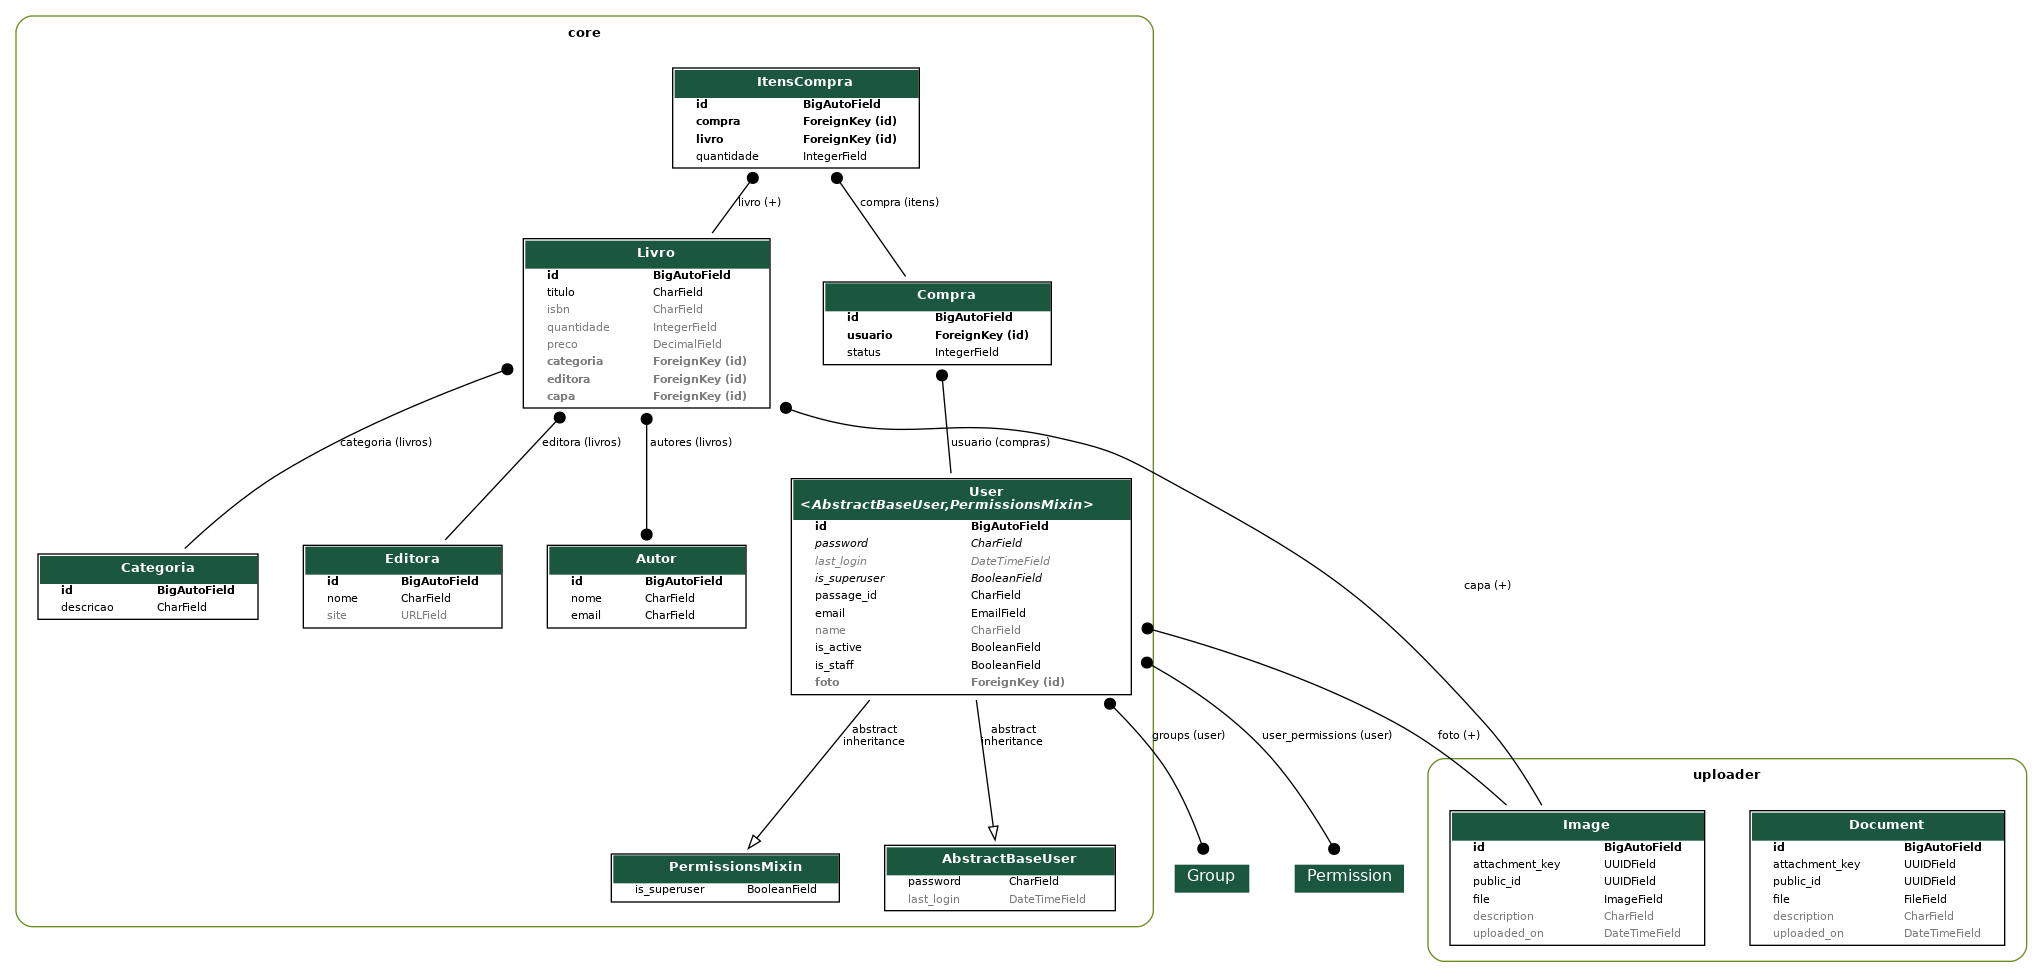 core
ItensCompra
id BigAutoField
compra ForeignKey (id)
livro ForeignKey (id)
quantidade IntegerField
livro (+)
compra (itens)
Livro
id BigAutoField
titulo CharField
isbn CharField
quantidade IntegerField
preco DecimalField
categoria ForeignKey (id)
editora ForeignKey (id)
capa ForeignKey (id)
Compra
id BigAutoField
usuario ForeignKey (id)
status IntegerField
categoria (livros)
editora (livros)
autores (livros)
usuario (compras)
Categoria
id BigAutoField
descricao CharField
Editora
id BigAutoField
nome CharField
site URLField
Autor
id BigAutoField
nome CharField
email CharField
User
<AbstractBaseUser,PermissionsMixin>
id BigAutoField
password CharField
last_login DateTimeField
is_superuser BooleanField
passage_id CharField
email EmailField
name CharField
is_active BooleanField
is_staff BooleanField
foto ForeignKey (id)
capa (+)
abstract
inheritance
abstract
inheritance
groups (user)
user_permissions (user)
foto (+)
PermissionsMixin
is_superuser BooleanField
AbstractBaseUser
password CharField
last_login DateTimeField
Group
Permission
uploader
Image
id BigAutoField
attachment_key UUIDField
public_id UUIDField
file ImageField
description CharField
uploaded_on DateTimeField
Document
id BigAutoField
attachment_key UUIDField
public_id UUIDField
file FileField
description CharField
uploaded_on DateTimeField